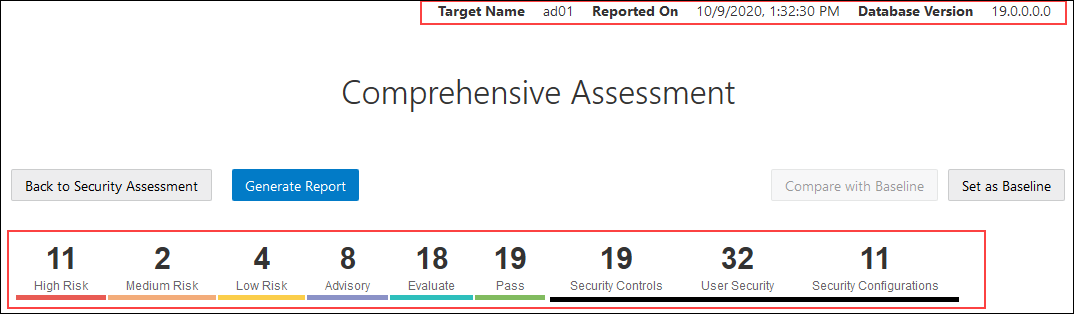 Target Name ad01 Reported On 10/9/2020, 1:32:30 PM Database Version 19.0.0.0.0
Comprehensive Assessment
Back to Security Assessment Generate Report Compare with Baseline Set as Baseline
11 2 4 8 18 19 19 32 11
High Risk Medium Risk Low Risk Advisory Evaluate Pass Security Controls User Security Security Configurations